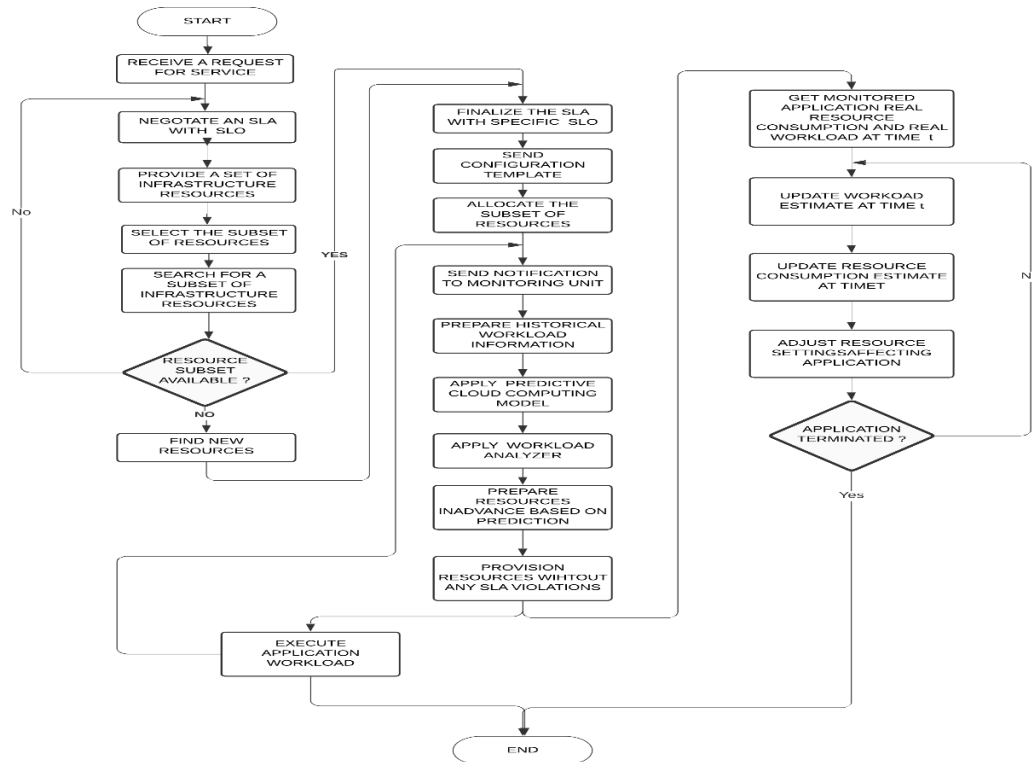 START
RECEIVE A REQUEST
FOR SERVICE
NEGOTATE AN SLA
WITH SLO
PROVIDE A SET OF
INFRASTRUCTURE
RESOURCES
No
SELECT THE SUBSET
OF RESOURCES
SEARCH FOR A
SUBSET OF
INFRASTRUCTURE
RESOURCES
RESOURCE
SUBSET
AVAILABLE ?
YES
NO
FIND NEW
RESOURCES
FINALIZE THE SLA
WITH SPECIFIC SLO
SEND
CONFIGURATION
TEMPLATE
ALLOCATE THE
SUBSET OF
RESOURCES
SEND NOTIFICATION
TO MONITORING UNIT
PREPARE HISTORICAL
WORKLOAD
INFORMATION
APPLY PREDICTIVE
CLOUD COMPUTING
MODEL
APPLY WORKLOAD
ANALYZER
PREPARE
RESOURCES
INADVANCE BASED ON
PREDICTION
PROVISION
RESOURCES WIHTOUT
ANY SLA VIOLATIONS
EXECUTE
APPLICATION
WORKLOAD
GET MONITORED
APPLICATION REAL
RESOURCE
CONSUMPTION AND REAL
WORKLOAD AT TIME t
UPDATE WORKOAD
ESTIMATE AT TIME t
UPDATE RESOURCE
CONSUMPTION ESTIMATE
AT TIMET
N
ADJUST RESOURCE
SETTINGSAFFECTING
APPLICATION
APPLICATION
TERMINATED ?
Yes
END